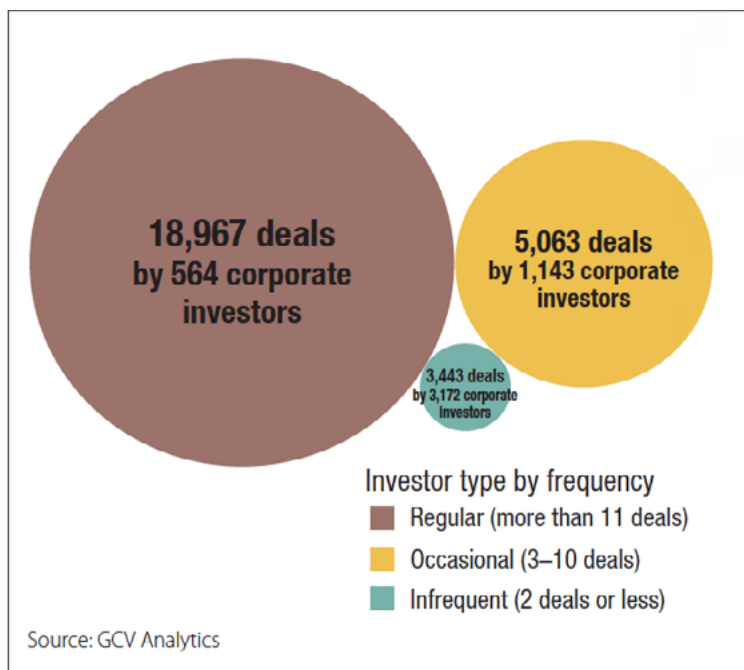 18,967 deals
by 564 corporate
investors
5,063 deals
by 1,143 corporate
investors
3,443 deals
by 3,172 corporate
investors
Investor type by frequency
Regular (more than 11 deals)
Occasional (3–10 deals)
Infrequent (2 deals or less)
Source: GCV Analytics